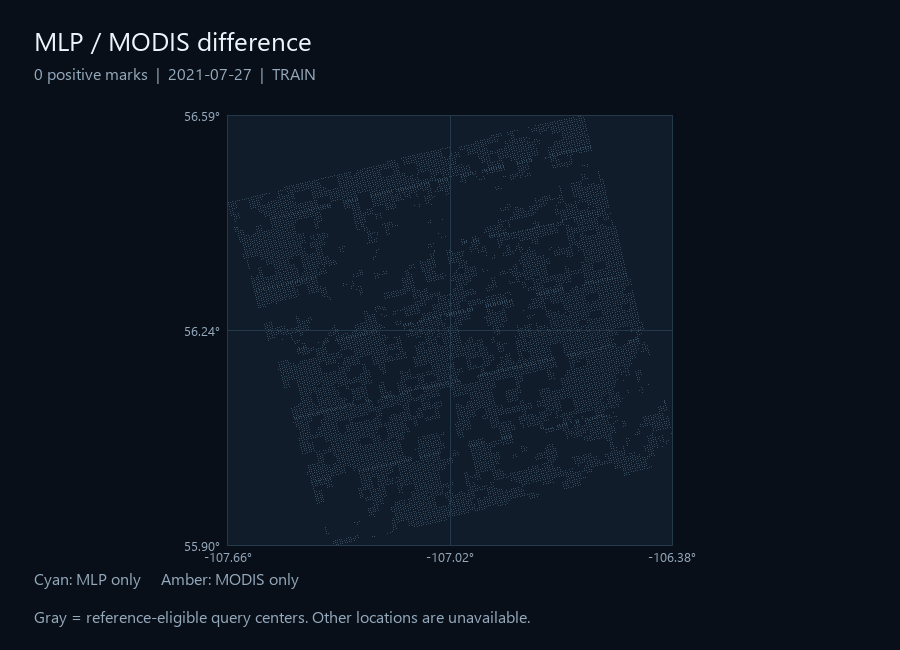 MLP / MODIS difference
0 positive marks | 2021-07-27 | TRAIN
56.59°
56.24°
55.90°
-107.66°
-107.02°
-106.38°
Cyan: MLP only Amber: MODIS only
Gray = reference-eligible query centers. Other locations are unavailable.